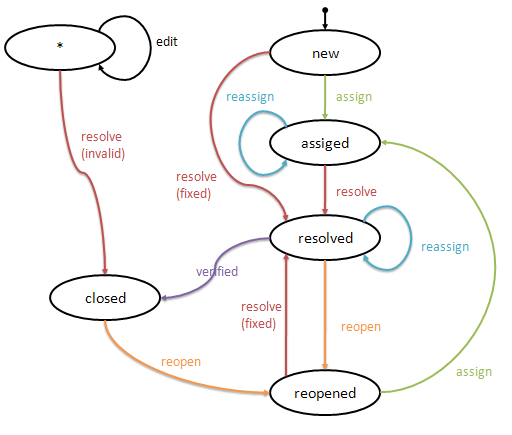 *
edit
new
reassign
assign
resolve
(invalid)
assiged
resolve
(fixed)
resolve
resolved
reassign
verified
closed
resolve
(fixed)
reopen
reopen
assign
reopened